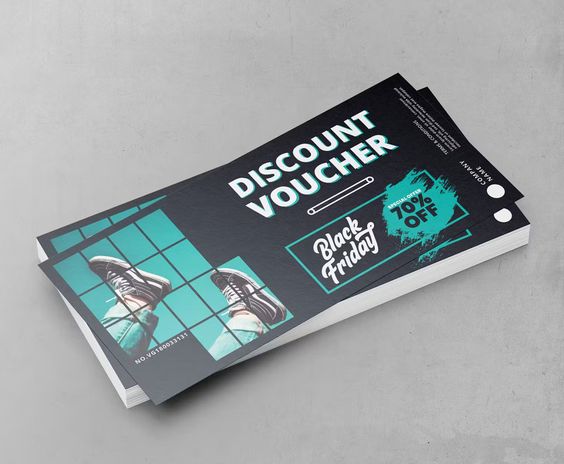 DISCOUNT
VOUCHER
Black
Friday
SPECIAL OFFER
70%
OFF
NO.VG180033131
TERMS & CONDITIONS
COMPANY
NAME